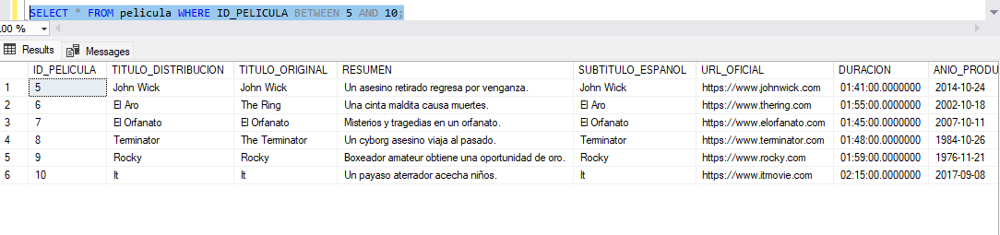 SELECT * FROM pelicula WHERE ID_PELICULA BETWEEN 5 AND 10;
00 %
Results Messages
ID_PELICULA TITULO_DISTRIBUCION TITULO_ORIGINAL RESUMEN SUBTITULO_ESPANOL URL_OFICIAL DURACION ANIO_PRODU
1 5 John Wick John Wick Un asesino retirado regresa por venganza. John Wick https://www.johnwick.com 01:41:00.0000000 2014-10-24
2 6 El Aro The Ring Una cinta maldita causa muertes. El Aro https://www.thering.com 01:55:00.0000000 2002-10-18
3 7 El Orfanato El Orfanato Misterios y tragedias en un orfanato. El Orfanato https://www.elorfanato.com 01:45:00.0000000 2007-10-11
4 8 Terminator The Terminator Un cyborg asesino viaja al pasado. Terminator https://www.terminator.com 01:48:00.0000000 1984-10-26
5 9 Rocky Rocky Boxeador amateur obtiene una oportunidad de oro. Rocky https://www.rocky.com 01:59:00.0000000 1976-11-21
6 10 It It Un payaso aterrador acecha niños. It https://www.itmovie.com 02:15:00.0000000 2017-09-08